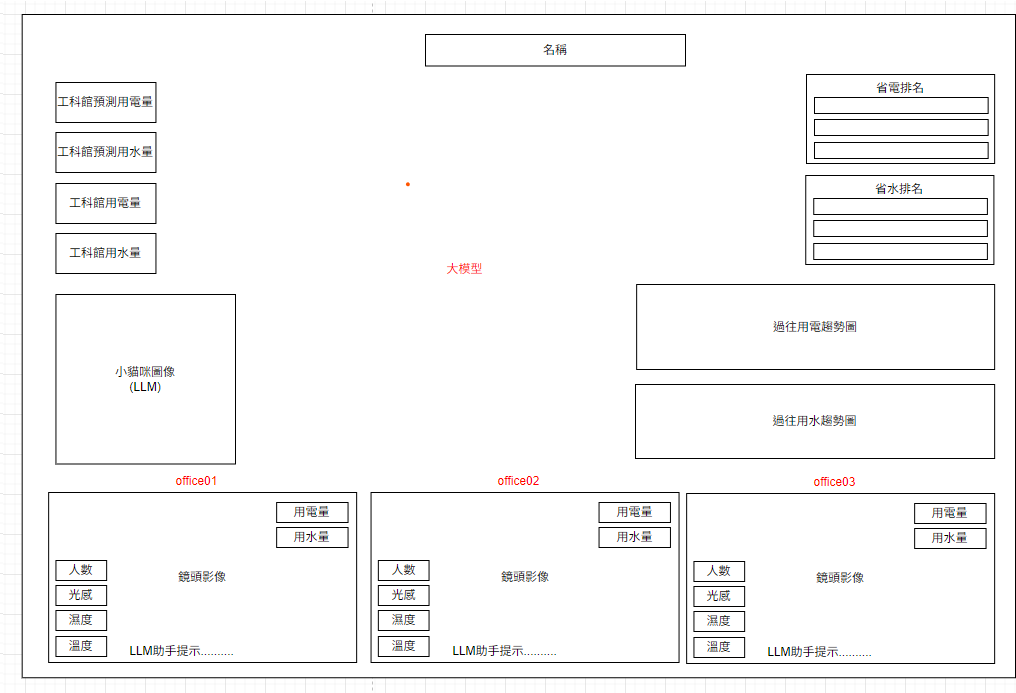 名稱
工科館預測用電量
工科館預測用水量
工科館用電量
工科館用水量
省電排名
省水排名
大模型
小貓咪圖像
(LLM)
過往用電趨勢圖
過往用水趨勢圖
office01
用電量
用水量
人數
光感
濕度
溫度
鏡頭影像
LLM助手提示..........
office02
用電量
用水量
人數
光感
濕度
溫度
鏡頭影像
LLM助手提示..........
office03
用電量
用水量
人數
光感
濕度
溫度
鏡頭影像
LLM助手提示..........